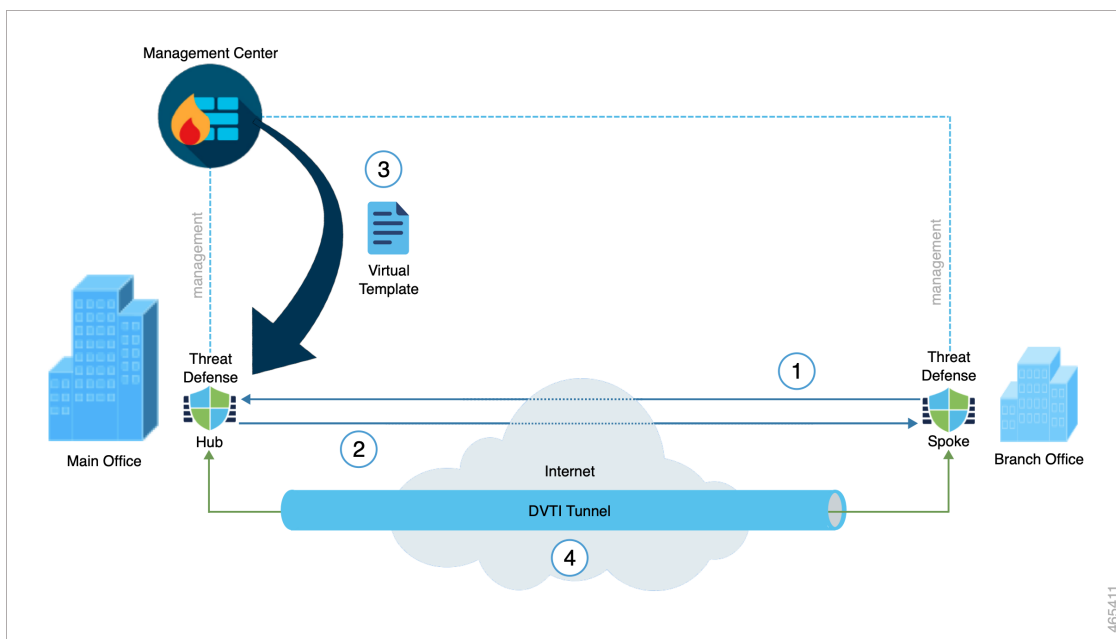 Management Center
3
Virtual
Template
management
management
Threat
Defense
Hub
Main Office
1
2
Threat
Defense
Spoke
Branch Office
Internet
DVTI Tunnel
4
465411